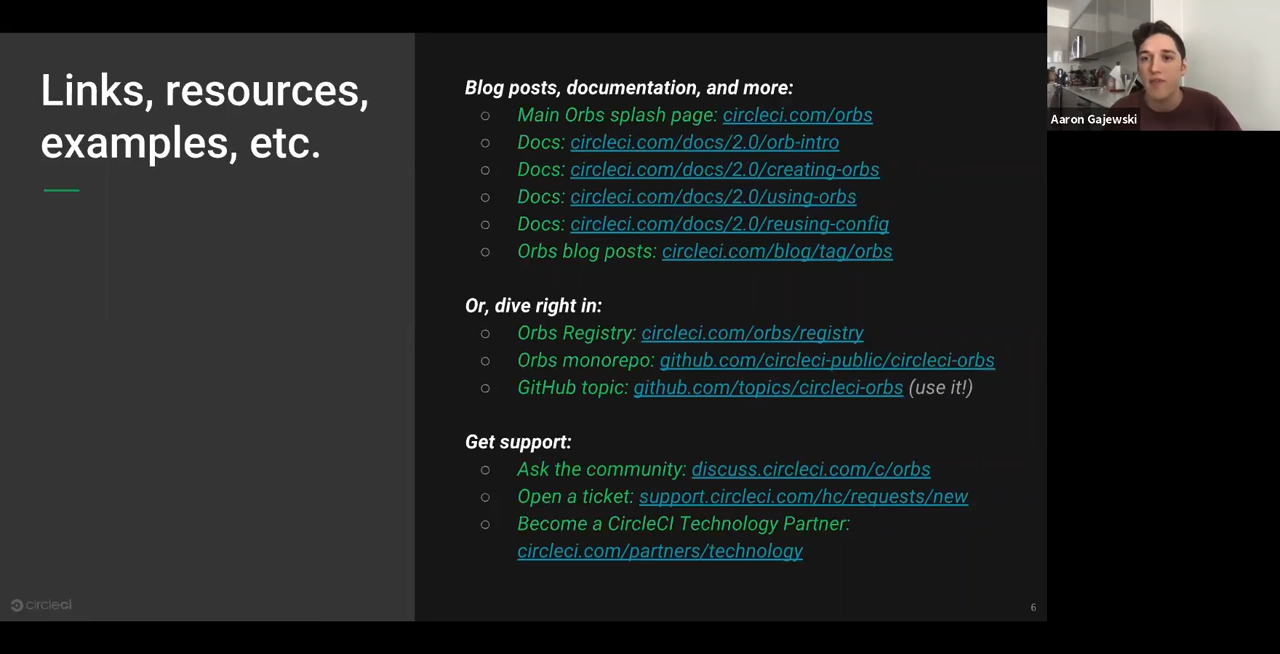 Links, resources,
examples, etc.
Blog posts, documentation, and more:
○ Main Orbs splash page: circleci.com/orbs
○ Docs: circleci.com/docs/2.0/orb-intro
○ Docs: circleci.com/docs/2.0/creating-orbs
○ Docs: circleci.com/docs/2.0/using-orbs
○ Docs: circleci.com/docs/2.0/reusing-config
○ Orbs blog posts: circleci.com/blog/tag/orbs
Or, dive right in:
○ Orbs Registry: circleci.com/orbs/registry
○ Orbs monorepo: github.com/circleci-public/circleci-orbs
○ GitHub topic: github.com/topics/circleci-orbs (use it!)
Get support:
○ Ask the community: discuss.circleci.com/c/orbs
○ Open a ticket: support.circleci.com/hc/requests/new
○ Become a CircleCI Technology Partner:
circleci.com/partners/technology
circleci
6
Aaron Gajewski